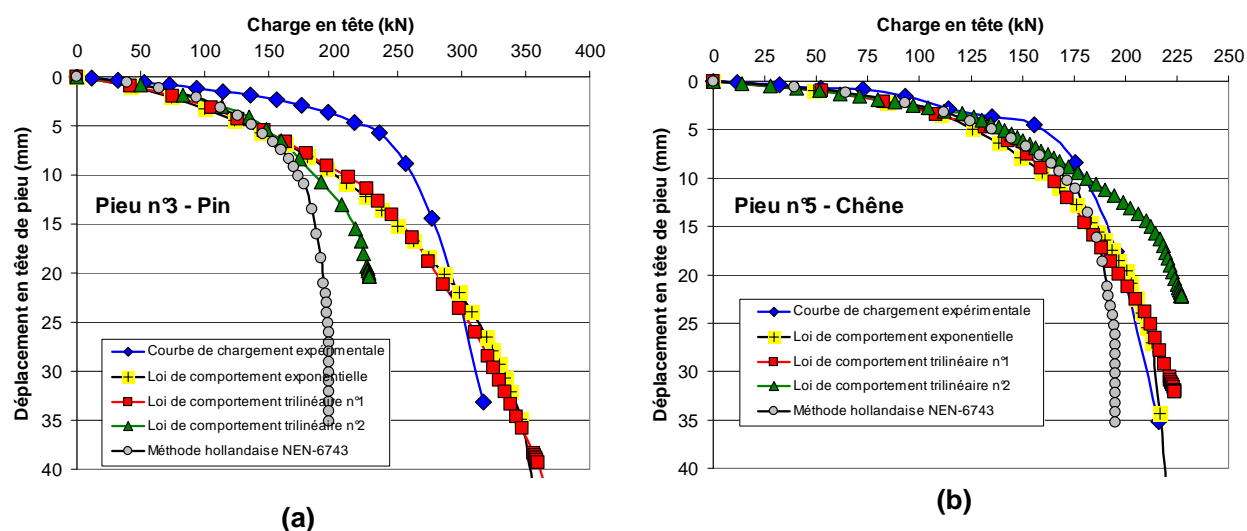 Charge en tête (kN)
0 50 100 150 200 250 300 350 400
Déplacement en tête de pieu (mm)
0
5
10
15
20
25
30
35
40
Pieu n°3 - Pin
Courbe de chargement expérimentale
Loi de comportement exponentielle
Loi de comportement trilinéaire n°1
Loi de comportement trilinéaire n°2
Méthode hollandaise NEN-6743
(a)
Charge en tête (kN)
0 25 50 75 100 125 150 175 200 225 250
Déplacement en tête de pieu (mm)
0
5
10
15
20
25
30
35
40
Pieu n°5 - Chêne
Courbe de chargement expérimentale
Loi de comportement exponentielle
Loi de comportement trilinéaire n°1
Loi de comportement trilinéaire n°2
Méthode hollandaise NEN-6743
(b)